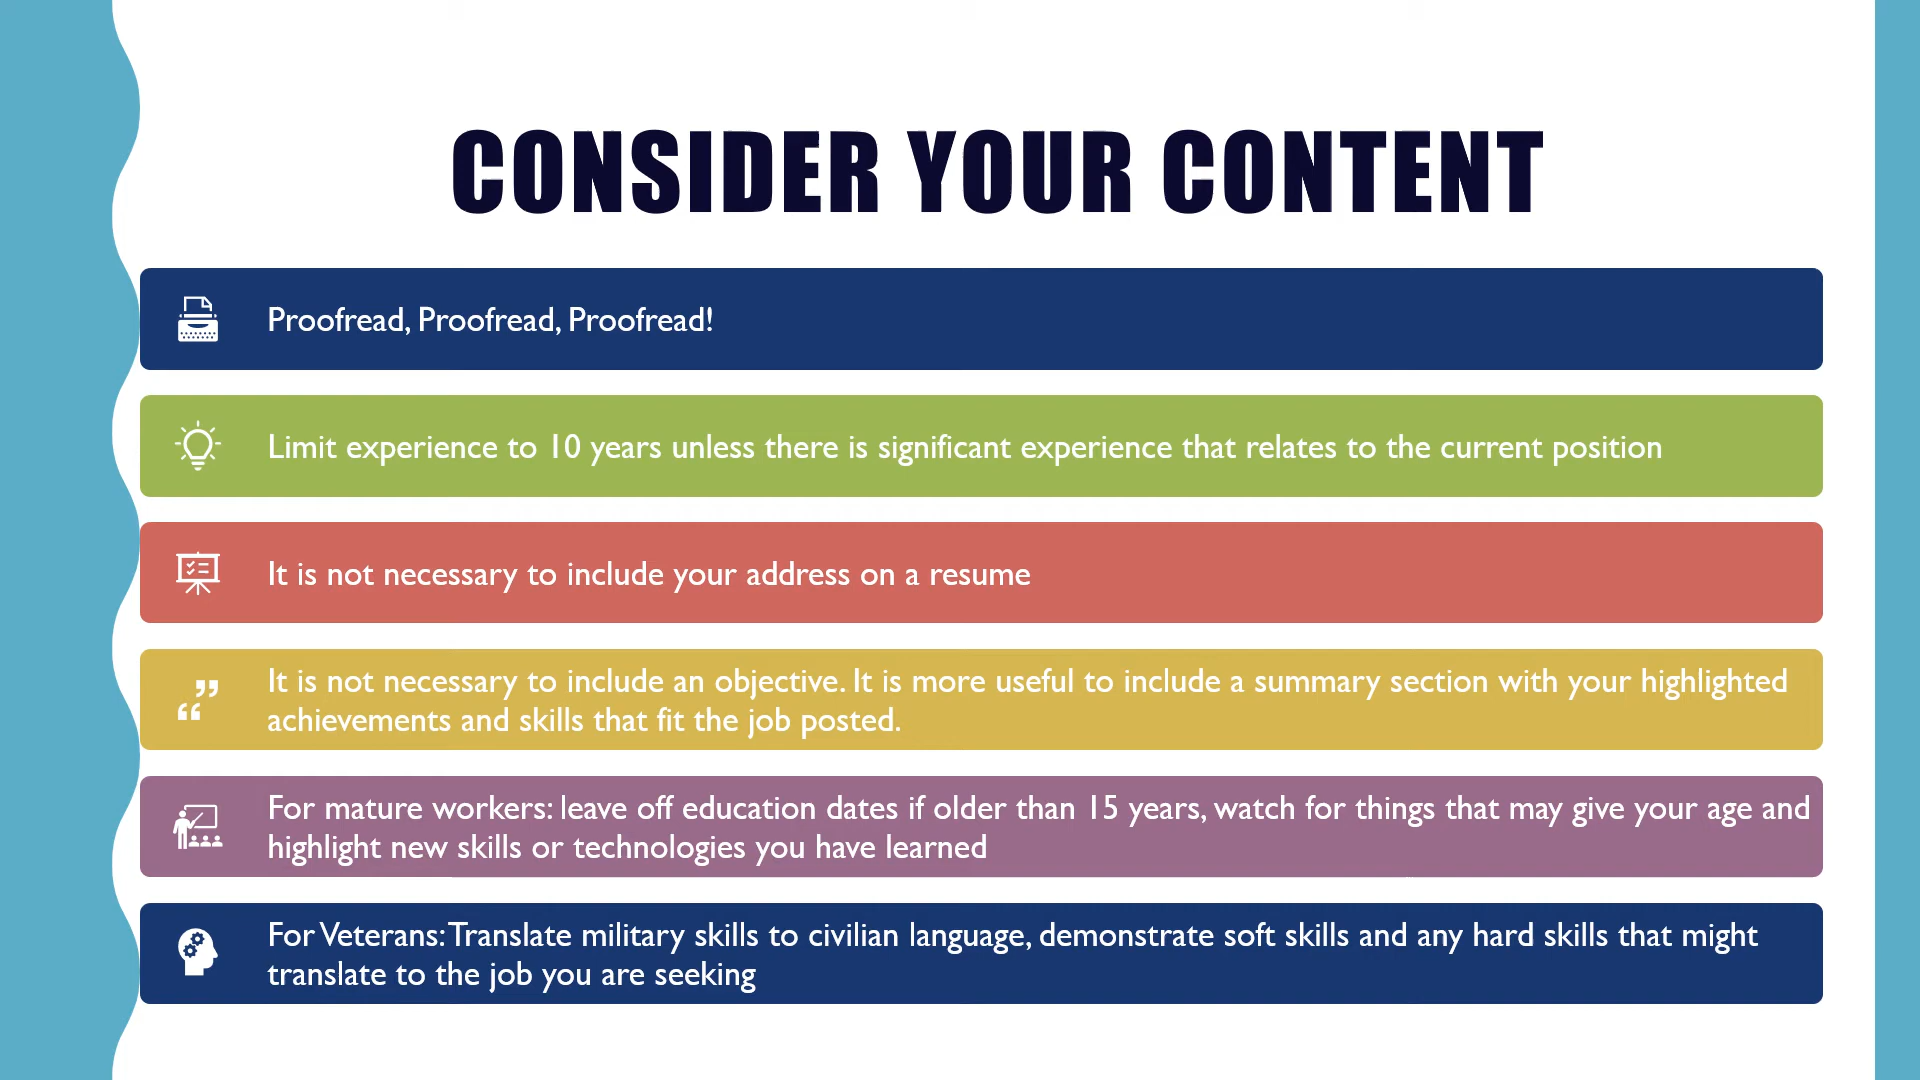 CONSIDER YOUR CONTENT
Proofread, Proofread, Proofread!
Limit experience to 10 years unless there is significant experience that relates to the current position
It is not necessary to include your address on a resume
It is not necessary to include an objective. It is more useful to include a summary section with your highlighted
achievements and skills that fit the job posted.
For mature workers: leave off education dates if older than 15 years, watch for things that may give your age and
highlight new skills or technologies you have learned
For Veterans: Translate military skills to civilian language, demonstrate soft skills and any hard skills that might
translate to the job you are seeking